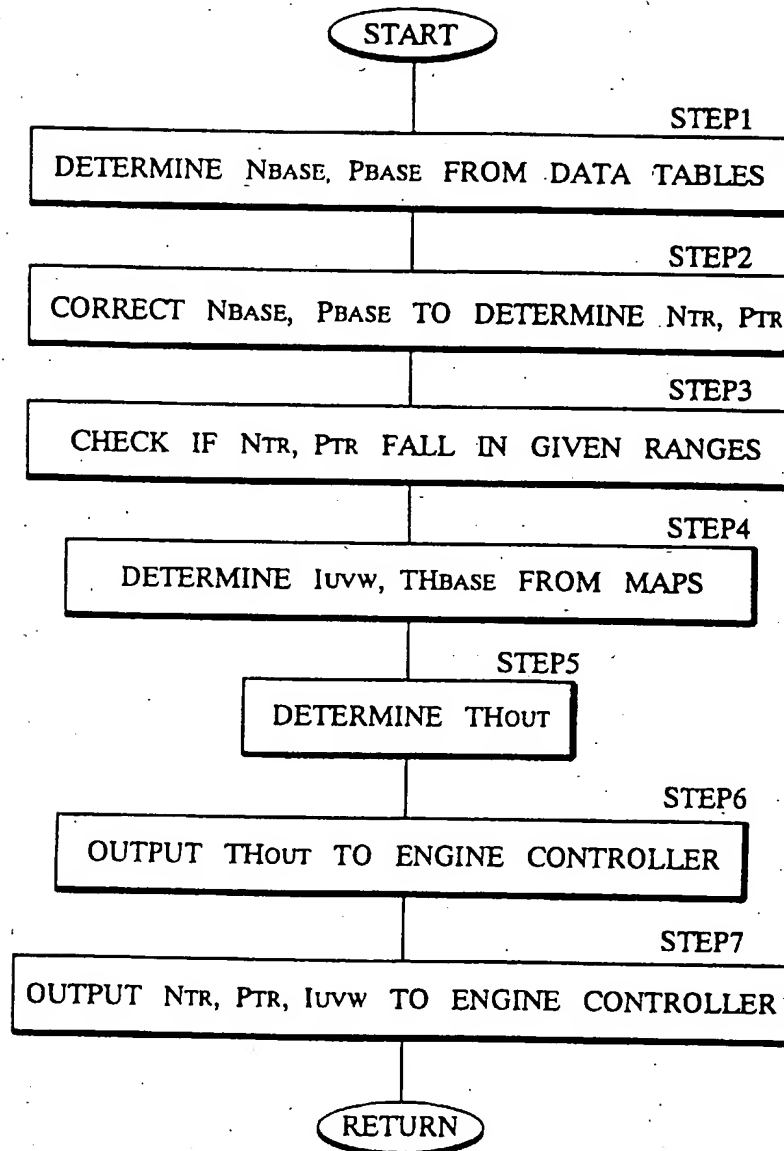 START
STEP1
DETERMINE NBASE, PBASE FROM DATA TABLES
STEP2
CORRECT NBASE, PBASE TO DETERMINE NTR, PTR
STEP3
CHECK IF NTR, PTR FALL IN GIVEN RANGES
STEP4
DETERMINE IUVW, THBASE FROM MAPS
STEP5
DETERMINE THOUT
STEP6
OUTPUT THOUT TO ENGINE CONTROLLER
STEP7
OUTPUT NTR, PTR, IUVW TO ENGINE CONTROLLER
RETURN